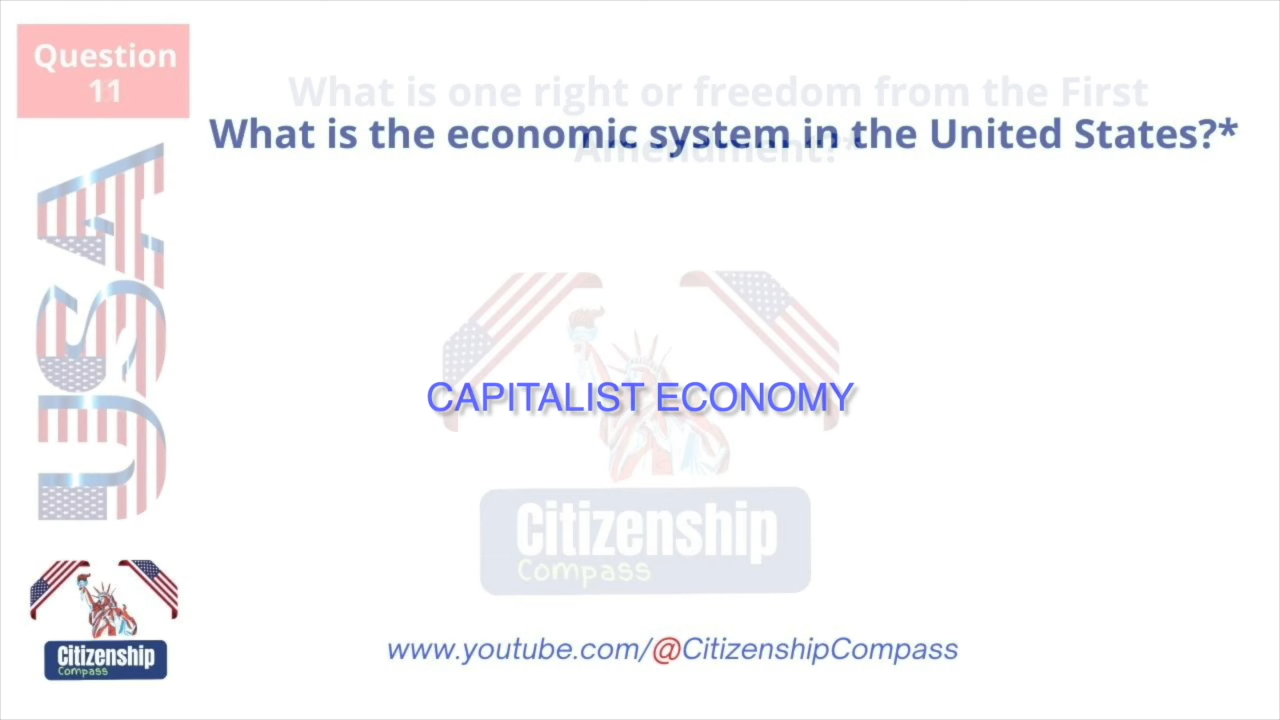 Question
11
What is one right or freedom from the First
Amendment?*
What is the economic system in the United States?*
USA
CAPITALIST ECONOMY
Citizenship
Compass
Citizenship
Compass
www.youtube.com/@CitizenshipCompass